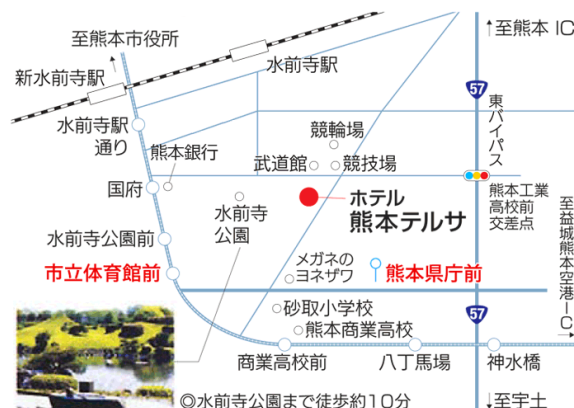 至熊本市役所
至熊本 IC
水前寺駅
新水前寺駅
57
東バイパス
水前寺駅
通り
競輪場
熊本銀行
武道館
競技場
国府
ホテル
熊本テルサ
熊本工業
高校前
交差点
水前寺
公園
至益城熊本空港IC
水前寺公園前
メガネの
ヨネザワ
市立体育館前
熊本県庁前
砂取小学校
57
熊本商業高校
商業高校前
八丁馬場
神水橋
◎水前寺公園まで徒歩約10分
至宇土